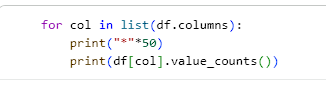 for col in list(df.columns):
    print("*"*50)
    print(df[col].value_counts())